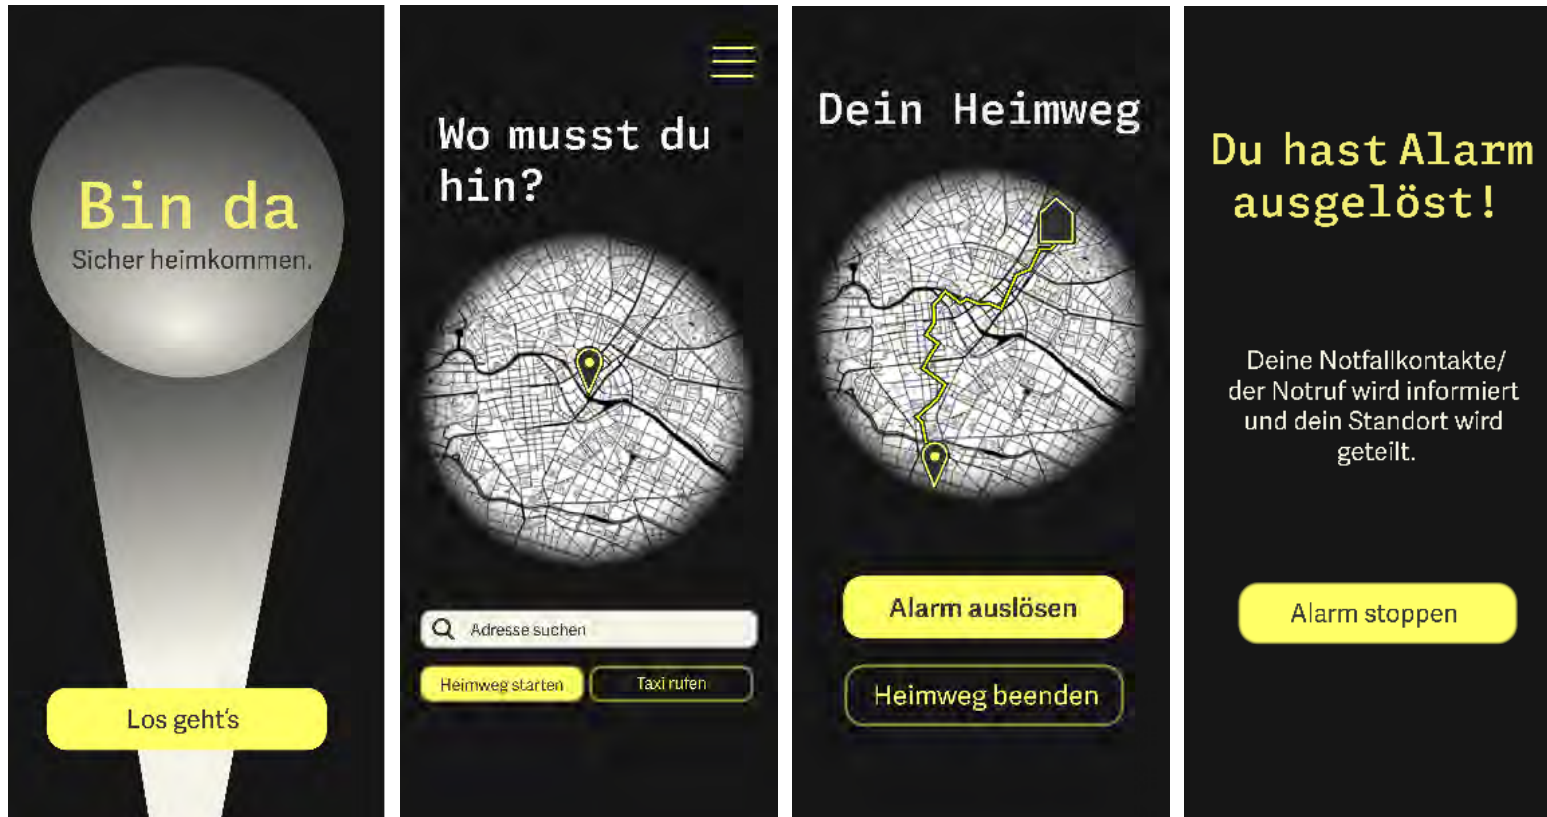 Bin da
Sicher heimkommen.
Los geht's
Wo musst du
hin?
Adresse suchen
Heimweg starten
Taxi rufen
Dein Heimweg
Alarm auslösen
Heimweg beenden
Du hast Alarm
ausgelöst!
Deine Notfallkontakte/
der Notruf wird informiert
und dein Standort wird
geteilt.
Alarm stoppen